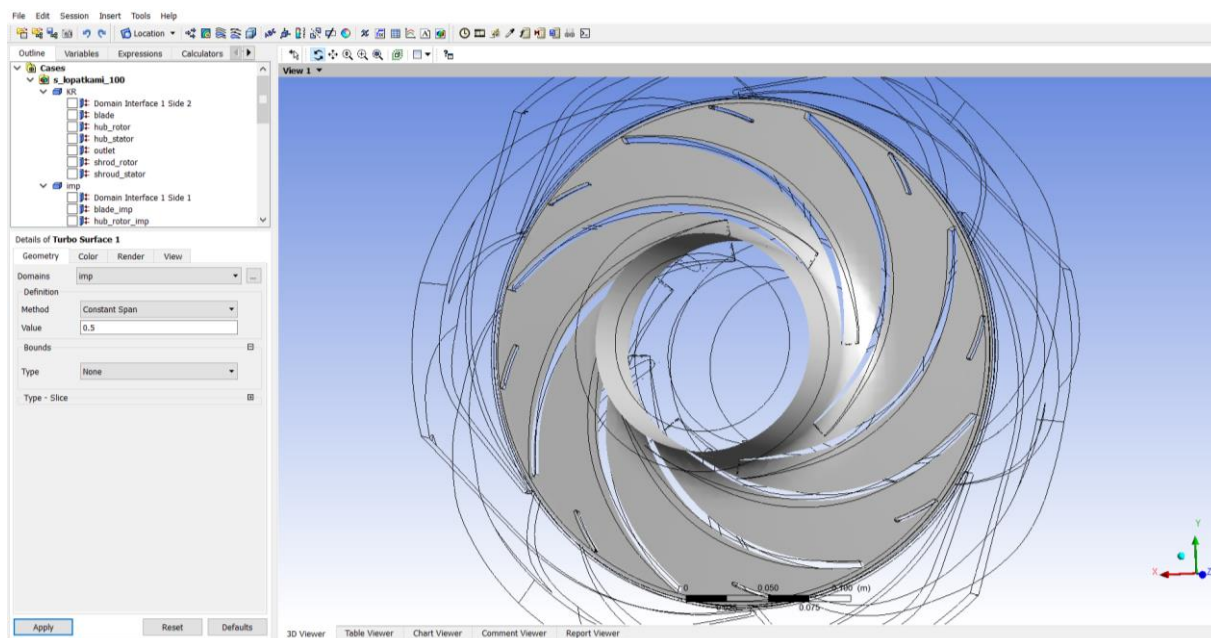 File Edit Session Insert Tools Help
Location
Outline Variables Expressions Calculators
Cases
s_lopatkami_100
KR
Domain Interface 1 Side 2
blade
hub_rotor
hub_stator
outlet
shrod_rotor
shroud_stator
imp
Domain Interface 1 Side 1
blade_imp
hub_rotor_imp
Details of Turbo Surface 1
Geometry Color Render View
Domains imp ...
Definition
Method Constant Span
Value 0.5
Bounds
Type None
Type - Slice
Apply Reset Defaults
View 1
0 0.050 0.100 (m)
0.025 0.075
Y
X Z
3D Viewer Table Viewer Chart Viewer Comment Viewer Report Viewer